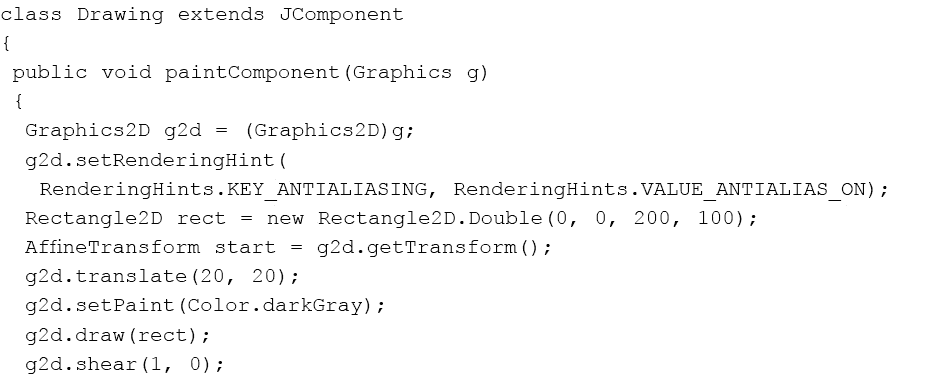 class Drawing extends JComponent
{
public void paintComponent(Graphics g)
{
Graphics2D g2d = (Graphics2D)g;
g2d.setRenderingHint(
RenderingHints.KEY_ANTIALIASING, RenderingHints.VALUE_ANTIALIAS_ON);
Rectangle2D rect = new Rectangle2D.Double(0, 0, 200, 100);
AffineTransform start = g2d.getTransform();
g2d.translate(20, 20);
g2d.setPaint(Color.darkGray);
g2d.draw(rect);
g2d.shear(1, 0);